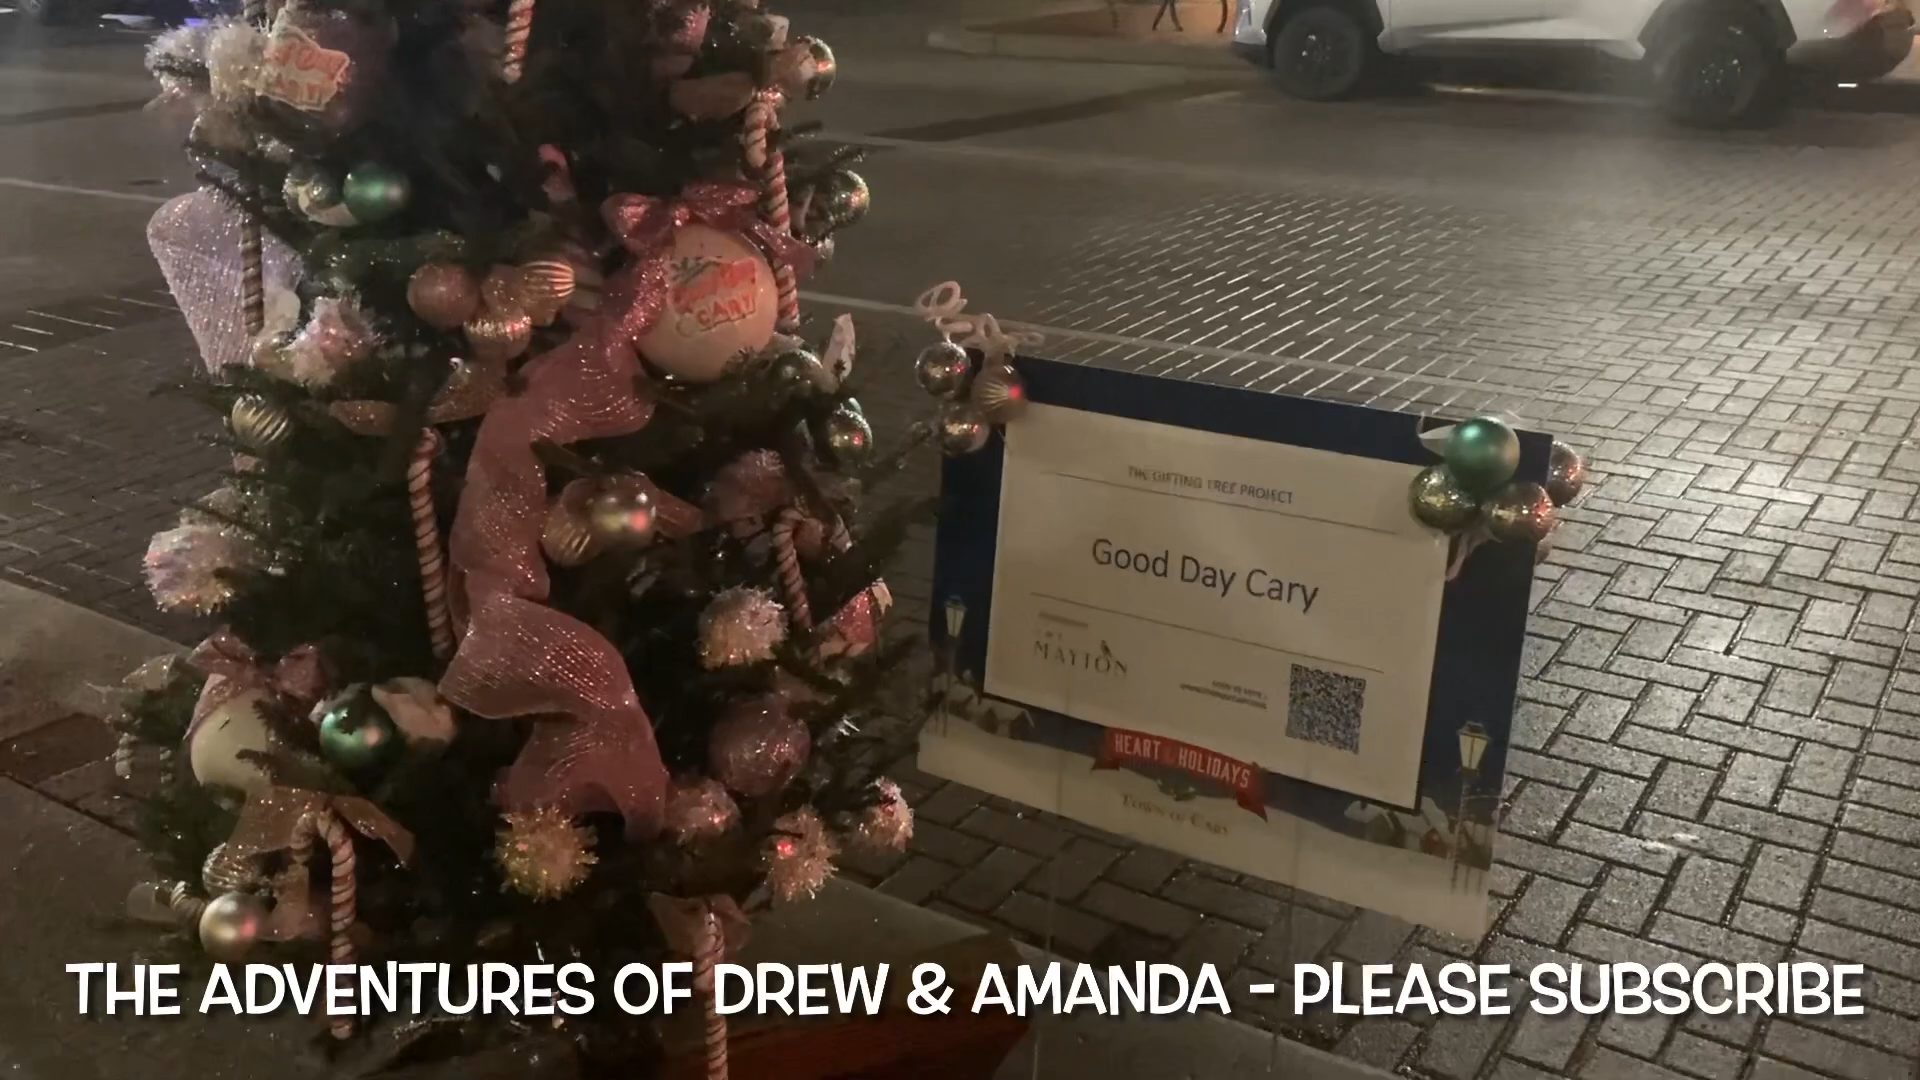 CARY
THE GIFTING TREE PROJECT
Good Day Cary
THE
MAYTON
HEART of the HOLIDAYS
TOWN OF CARY
THE ADVENTURES OF DREW & AMANDA - PLEASE SUBSCRIBE